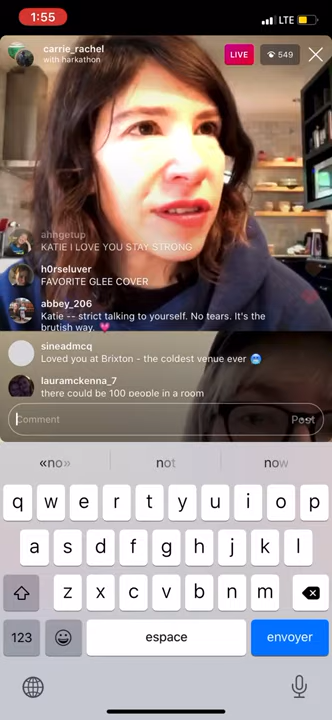 1:55
LTE
carrie_rachel
with harkathon
LIVE
549
ahngetup
KATIE I LOVE YOU STAY STRONG
h0rseluver
FAVORITE GLEE COVER
abbey_206
Katie -- strict talking to yourself. No tears. It's the
brutish way. 💗
sineadmcq
Loved you at Brixton - the coldest venue ever 🥶
lauramckenna_7
there could be 100 people in a room
Comment
Post
«no»
not
now
q w e r t y u i o p
a s d f g h j k l
z x c v b n m
123
espace
envoyer